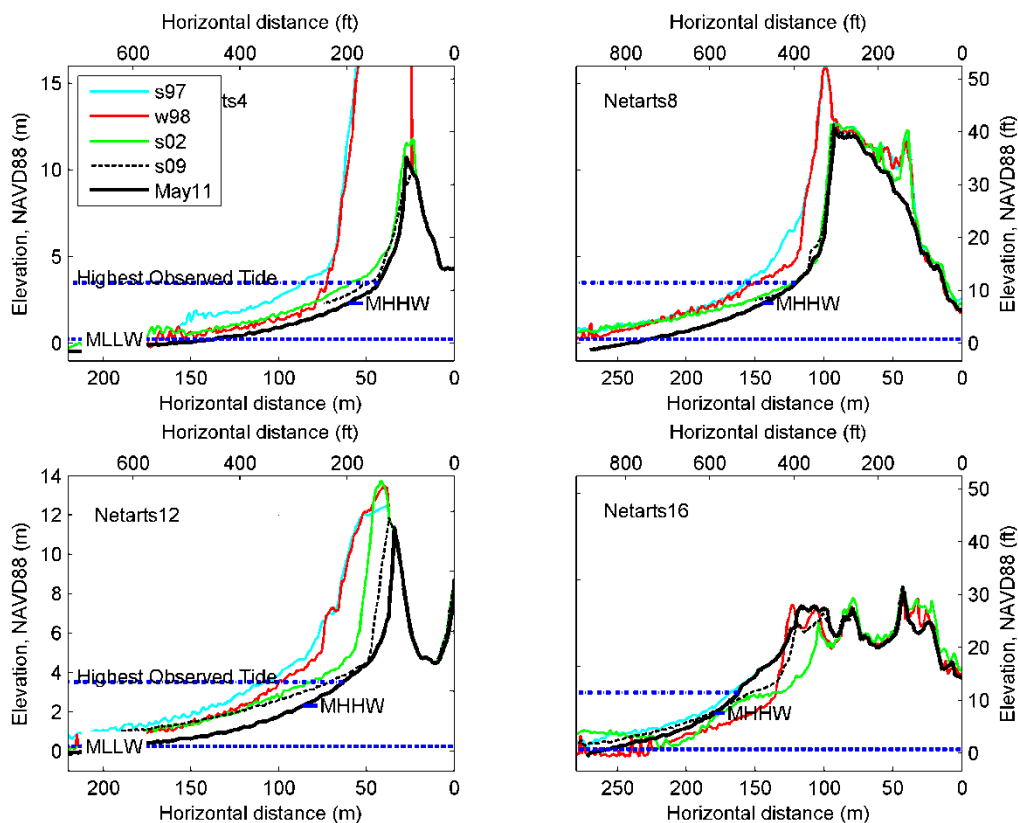 Horizontal distance (ft)
600 400 200 0
Elevation, NAVD88 (m)
15
10
5
0
s97
w98
s02
s09
May11
rts4
Highest Observed Tide
MHHW
MLLW
200 150 100 50 0
Horizontal distance (m)
Horizontal distance (ft)
800 600 400 200 0
Netarts8
50
40
30
20
10
0
Elevation, NAVD88 (ft)
MHHW
250 200 150 100 50 0
Horizontal distance (m)
Horizontal distance (ft)
600 400 200 0
Elevation, NAVD88 (m)
14
12
10
8
6
4
2
0
Netarts12
Highest Observed Tide
MHHW
MLLW
200 150 100 50 0
Horizontal distance (m)
Horizontal distance (ft)
800 600 400 200 0
Netarts16
50
40
30
20
10
0
Elevation, NAVD88 (ft)
MHHW
250 200 150 100 50 0
Horizontal distance (m)